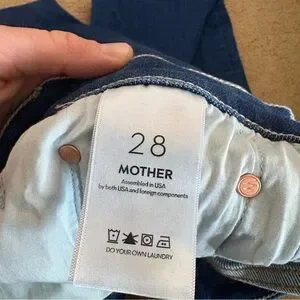 28
MOTHER
Assembled in USA
by both USA and foreign components
DO YOUR OWN LAUNDRY